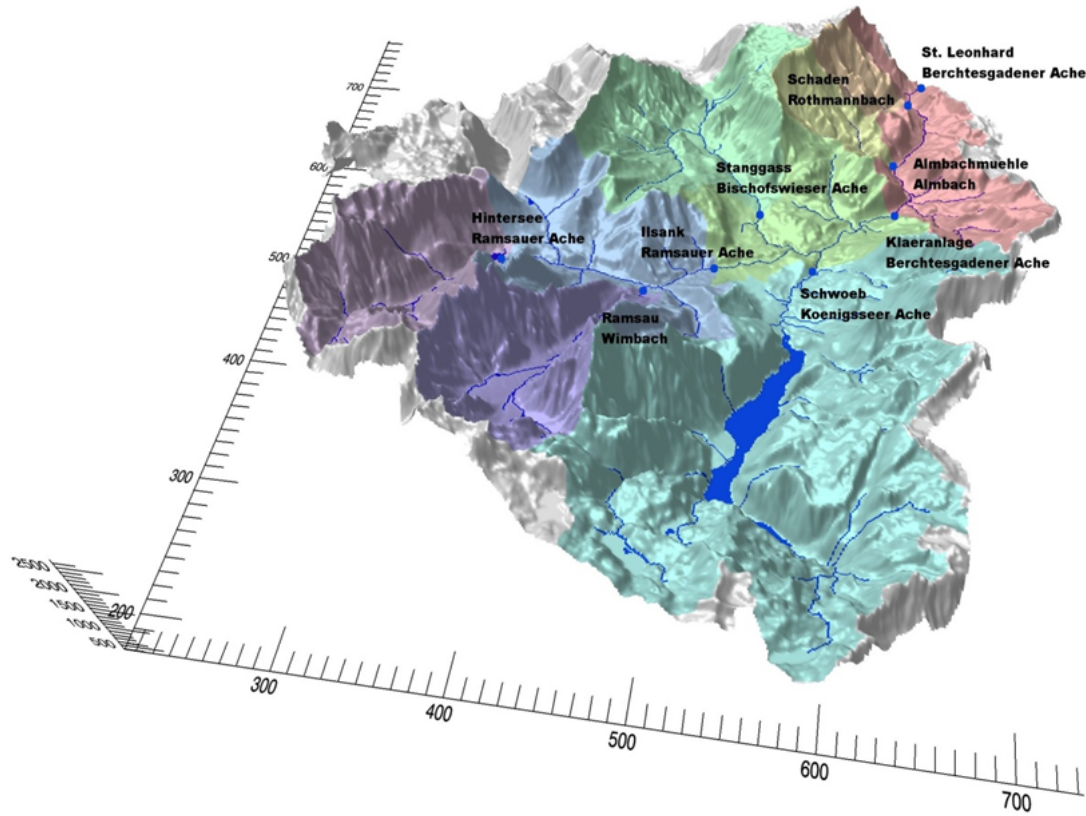 St. Leonhard
Berchtesgadener Ache
Schaden
Rothmannbach
Almbachmuehle
Almbach
Stanggass
Bischofswieser Ache
Hintersee
Ramsauer Ache
Ilsank
Ramsauer Ache
Klaeranlage
Berchtesgadener Ache
Schwoeb
Koenigsseer Ache
Ramsau
Wimbach
700
600
500
400
300
200
2500
2000
1500
1000
500
300
400
500
600
700